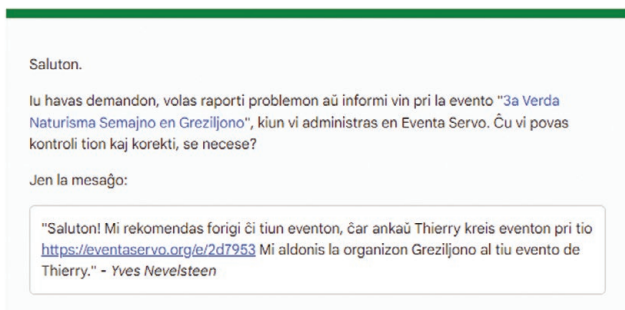 Saluton.
Iu havas demandon, volas raporti problemon aŭ informi vin pri la evento "3a Verda
Naturisma Semajno en Greziljono", kiun vi administras en Eventa Servo. Ĉu vi povas
kontroli tion kaj korekti, se necese?
Jen la mesaĝo:
"Saluton! Mi rekomendas forigi ĉi tiun eventon, ĉar ankaŭ Thierry kreis eventon pri tio
https://eventaservo.org/e/2d7953 Mi aldonis la organizon Greziljono al tiu evento de
Thierry." - Yves Nevelsteen